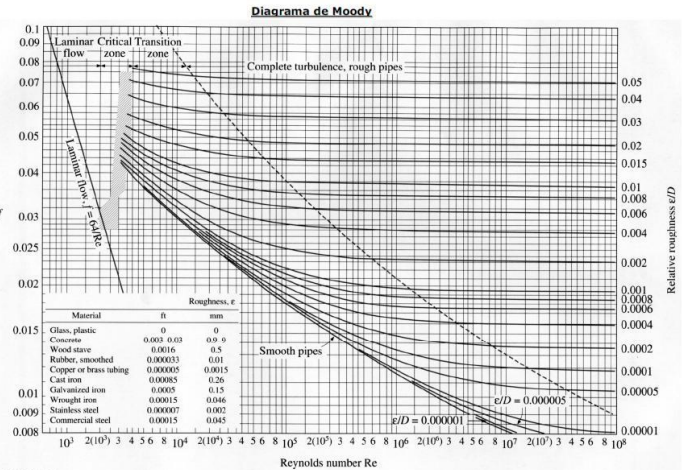 Diagrama de Moody
0.1
0.09
0.08
0.07
0.06
0.05
0.04
0.03
0.025
0.02
0.015
0.01
0.009
0.008
Laminar Critical Transition
flow zone zone
Complete turbulence, rough pipes
Laminar flow, f = 64/Re
f
0.05
0.04
0.03
0.02
0.015
0.01
0.008
0.006
0.004
0.002
0.001
0.0008
0.0006
0.0004
0.0002
0.0001
0.00005
0.00001
Relative roughness ε/D
Roughness, ε
Material ft mm
Glass, plastic 0 0
Concrete 0.003 0.03 0.9 9
Wood stave 0.0016 0.5
Rubber, smoothed 0.000033 0.01
Copper or brass tubing 0.000005 0.0015
Cast iron 0.00085 0.26
Galvanized iron 0.0005 0.15
Wrought iron 0.00015 0.046
Stainless steel 0.000007 0.002
Commercial steel 0.00015 0.045
Smooth pipes
ε/D = 0.000005
ε/D = 0.000001
10³ 2(10³) 3 4 5 6 8 10⁴ 2(10⁴) 3 4 5 6 8 10⁵ 2(10⁵) 3 4 5 6 8 10⁶ 2(10⁶) 3 4 5 6 8 10⁷ 2(10⁷) 3 4 5 6 8 10⁸
Reynolds number Re